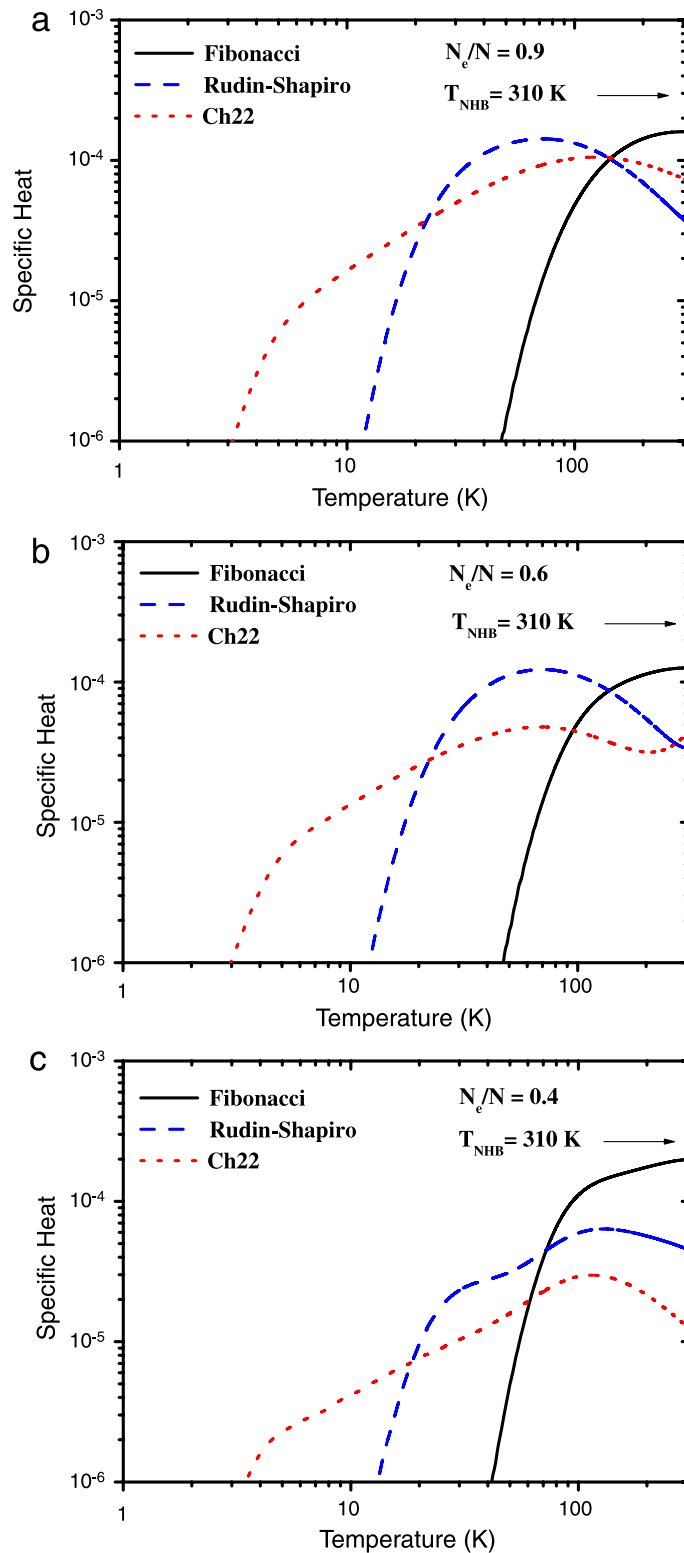 a
10⁻³
Fibonacci
Rudin-Shapiro
Ch22
Nₑ/N = 0.9
T_NHB = 310 K
10⁻⁴
10⁻⁵
10⁻⁶
Specific Heat
1
10
100
Temperature (K)
b
10⁻³
Fibonacci
Rudin-Shapiro
Ch22
Nₑ/N = 0.6
T_NHB = 310 K
10⁻⁴
10⁻⁵
10⁻⁶
Specific Heat
1
10
100
Temperature (K)
c
10⁻³
Fibonacci
Rudin-Shapiro
Ch22
Nₑ/N = 0.4
T_NHB = 310 K
10⁻⁴
10⁻⁵
10⁻⁶
Specific Heat
1
10
100
Temperature (K)